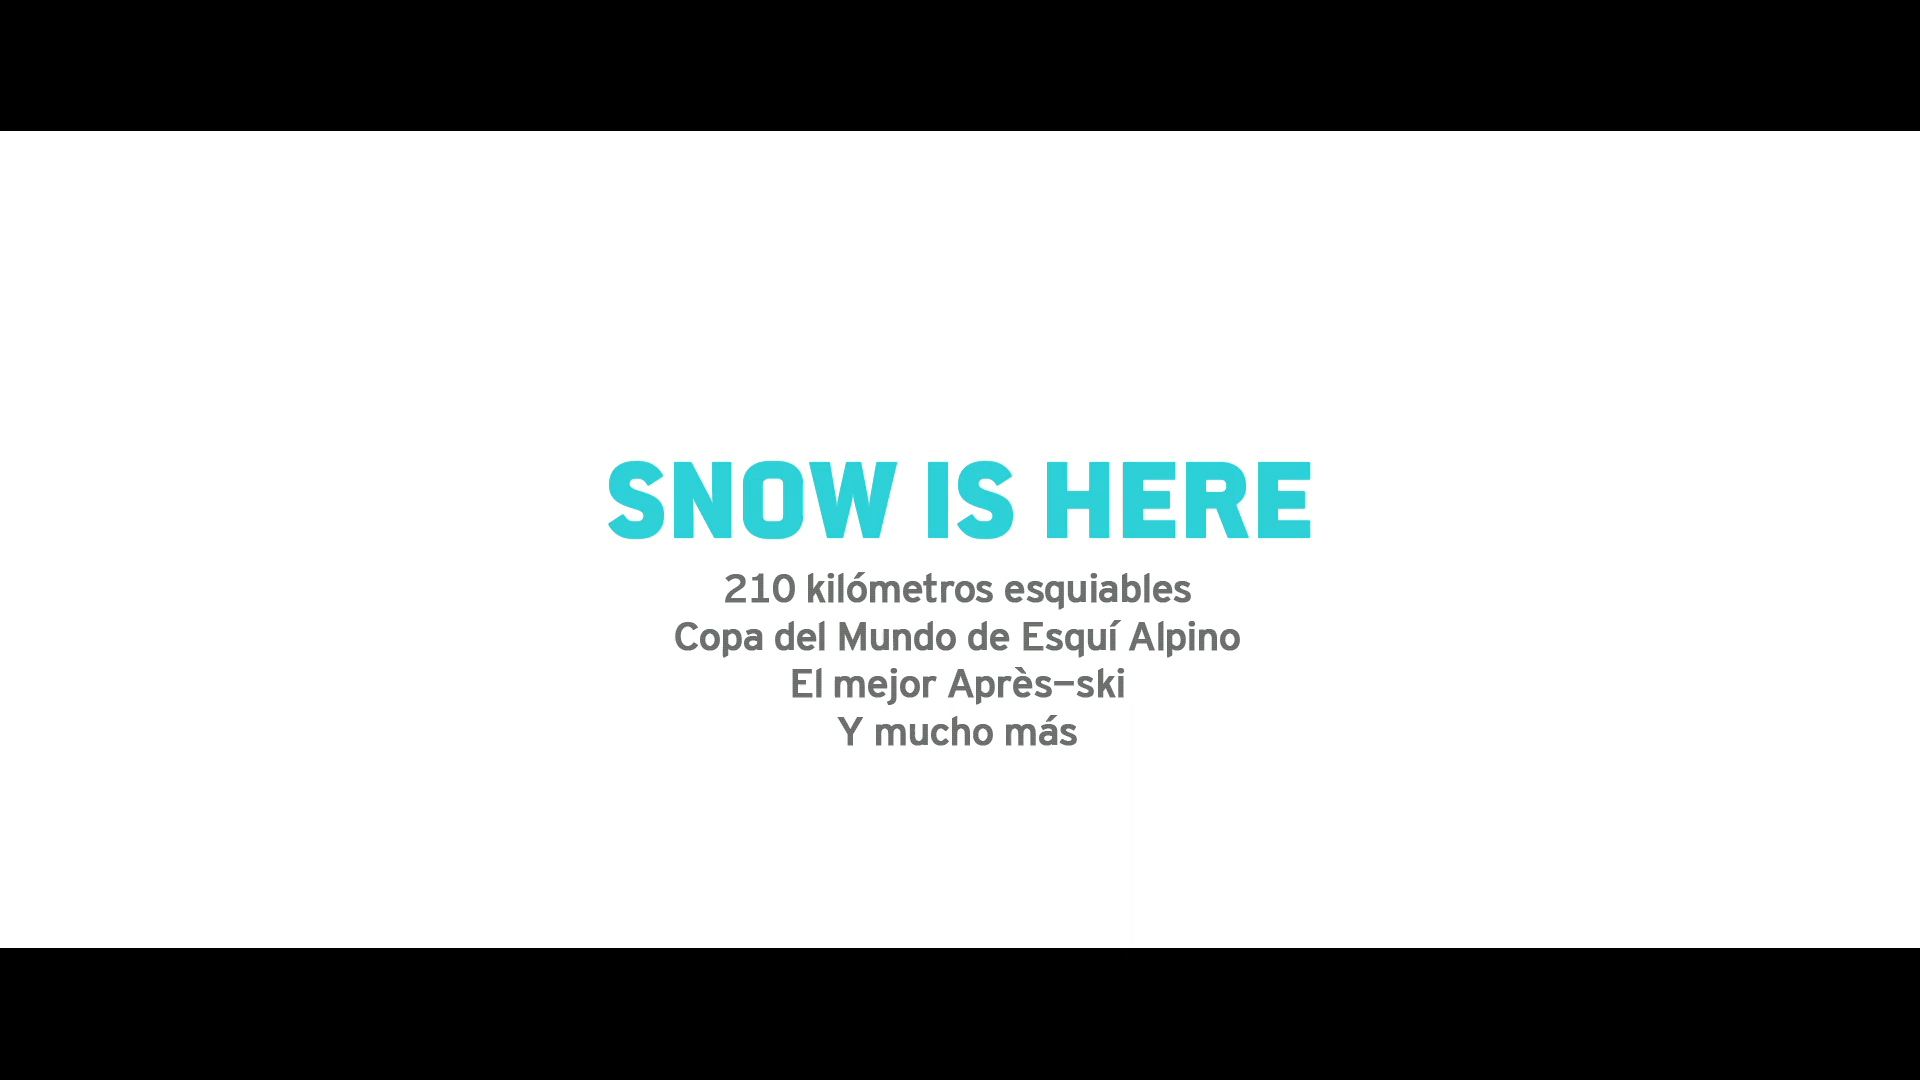 SNOW IS HERE
210 kilómetros esquiables
Copa del Mundo de Esquí Alpino
El mejor Après-ski
Y mucho más